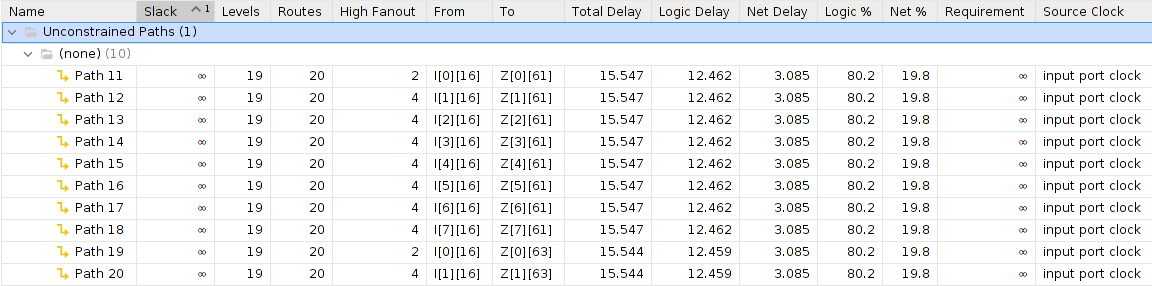 Name Slack ^1 Levels Routes High Fanout From To Total Delay Logic Delay Net Delay Logic % Net % Requirement Source Clock
Unconstrained Paths (1)
(none) (10)
Path 11 ∞ 19 20 2 I[0][16] Z[0][61] 15.547 12.462 3.085 80.2 19.8 ∞ input port clock
Path 12 ∞ 19 20 4 I[1][16] Z[1][61] 15.547 12.462 3.085 80.2 19.8 ∞ input port clock
Path 13 ∞ 19 20 4 I[2][16] Z[2][61] 15.547 12.462 3.085 80.2 19.8 ∞ input port clock
Path 14 ∞ 19 20 4 I[3][16] Z[3][61] 15.547 12.462 3.085 80.2 19.8 ∞ input port clock
Path 15 ∞ 19 20 4 I[4][16] Z[4][61] 15.547 12.462 3.085 80.2 19.8 ∞ input port clock
Path 16 ∞ 19 20 4 I[5][16] Z[5][61] 15.547 12.462 3.085 80.2 19.8 ∞ input port clock
Path 17 ∞ 19 20 4 I[6][16] Z[6][61] 15.547 12.462 3.085 80.2 19.8 ∞ input port clock
Path 18 ∞ 19 20 4 I[7][16] Z[7][61] 15.547 12.462 3.085 80.2 19.8 ∞ input port clock
Path 19 ∞ 19 20 2 I[0][16] Z[0][63] 15.544 12.459 3.085 80.2 19.8 ∞ input port clock
Path 20 ∞ 19 20 4 I[1][16] Z[1][63] 15.544 12.459 3.085 80.2 19.8 ∞ input port clock